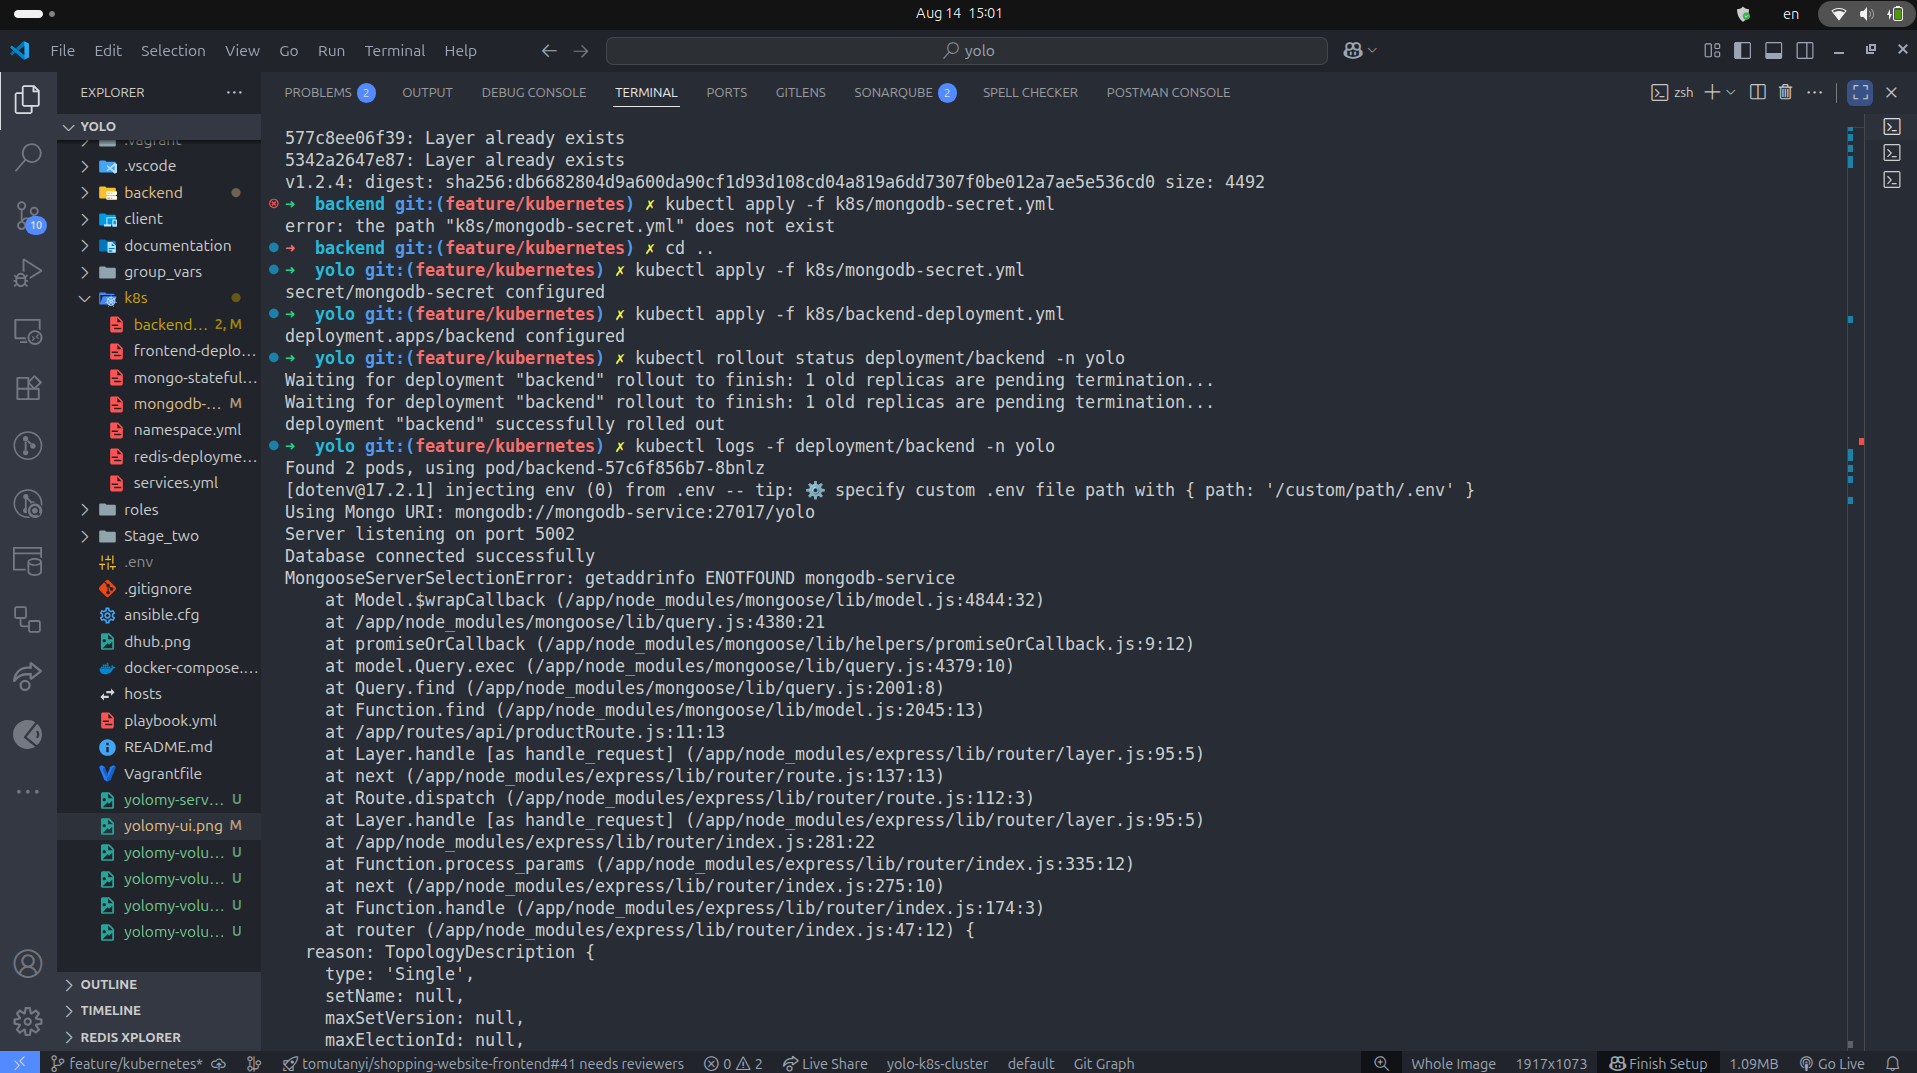 Aug 14 15:01
en
File Edit Selection View Go Run Terminal Help
yolo
EXPLORER
PROBLEMS 2 OUTPUT DEBUG CONSOLE TERMINAL PORTS GITLENS SONARQUBE 2 SPELL CHECKER POSTMAN CONSOLE
zsh
YOLO
.vagrant
.vscode
backend
client
documentation
group_vars
k8s
backend... 2, M
frontend-deplo...
mongo-stateful...
mongodb-... M
namespace.yml
redis-deployme...
services.yml
roles
Stage_two
.env
.gitignore
ansible.cfg
dhub.png
docker-compose....
hosts
playbook.yml
README.md
Vagrantfile
yolomy-serv... U
yolomy-ui.png M
yolomy-volu... U
yolomy-volu... U
yolomy-volu... U
yolomy-volu... U
OUTLINE
TIMELINE
REDIS XPLORER
10
577c8ee06f39: Layer already exists
5342a2647e87: Layer already exists
v1.2.4: digest: sha256:db6682804d9a600da90cf1d93d108cd04a819a6dd7307f0be012a7ae5e536cd0 size: 4492
➜ backend git:(feature/kubernetes) ✗ kubectl apply -f k8s/mongodb-secret.yml
error: the path "k8s/mongodb-secret.yml" does not exist
➜ backend git:(feature/kubernetes) ✗ cd ..
➜ yolo git:(feature/kubernetes) ✗ kubectl apply -f k8s/mongodb-secret.yml
secret/mongodb-secret configured
➜ yolo git:(feature/kubernetes) ✗ kubectl apply -f k8s/backend-deployment.yml
deployment.apps/backend configured
➜ yolo git:(feature/kubernetes) ✗ kubectl rollout status deployment/backend -n yolo
Waiting for deployment "backend" rollout to finish: 1 old replicas are pending termination...
Waiting for deployment "backend" rollout to finish: 1 old replicas are pending termination...
deployment "backend" successfully rolled out
➜ yolo git:(feature/kubernetes) ✗ kubectl logs -f deployment/backend -n yolo
Found 2 pods, using pod/backend-57c6f856b7-8bnlz
[dotenv@17.2.1] injecting env (0) from .env -- tip: ⚙️ specify custom .env file path with { path: '/custom/path/.env' }
Using Mongo URI: mongodb://mongodb-service:27017/yolo
Server listening on port 5002
Database connected successfully
MongooseServerSelectionError: getaddrinfo ENOTFOUND mongodb-service
at Model.$wrapCallback (/app/node_modules/mongoose/lib/model.js:4844:32)
at /app/node_modules/mongoose/lib/query.js:4380:21
at promiseOrCallback (/app/node_modules/mongoose/lib/helpers/promiseOrCallback.js:9:12)
at model.Query.exec (/app/node_modules/mongoose/lib/query.js:4379:10)
at Query.find (/app/node_modules/mongoose/lib/query.js:2001:8)
at Function.find (/app/node_modules/mongoose/lib/model.js:2045:13)
at /app/routes/api/productRoute.js:11:13
at Layer.handle [as handle_request] (/app/node_modules/express/lib/router/layer.js:95:5)
at next (/app/node_modules/express/lib/router/route.js:137:13)
at Route.dispatch (/app/node_modules/express/lib/router/route.js:112:3)
at Layer.handle [as handle_request] (/app/node_modules/express/lib/router/layer.js:95:5)
at /app/node_modules/express/lib/router/index.js:281:22
at Function.process_params (/app/node_modules/express/lib/router/index.js:335:12)
at next (/app/node_modules/express/lib/router/index.js:275:10)
at Function.handle (/app/node_modules/express/lib/router/index.js:174:3)
at router (/app/node_modules/express/lib/router/index.js:47:12) {
reason: TopologyDescription {
type: 'Single',
setName: null,
maxSetVersion: null,
maxElectionId: null,
feature/kubernetes* tomutanyi/shopping-website-frontend#41 needs reviewers 0 2 Live Share yolo-k8s-cluster default Git Graph Whole Image 1917x1073 Finish Setup 1.09MB Go Live